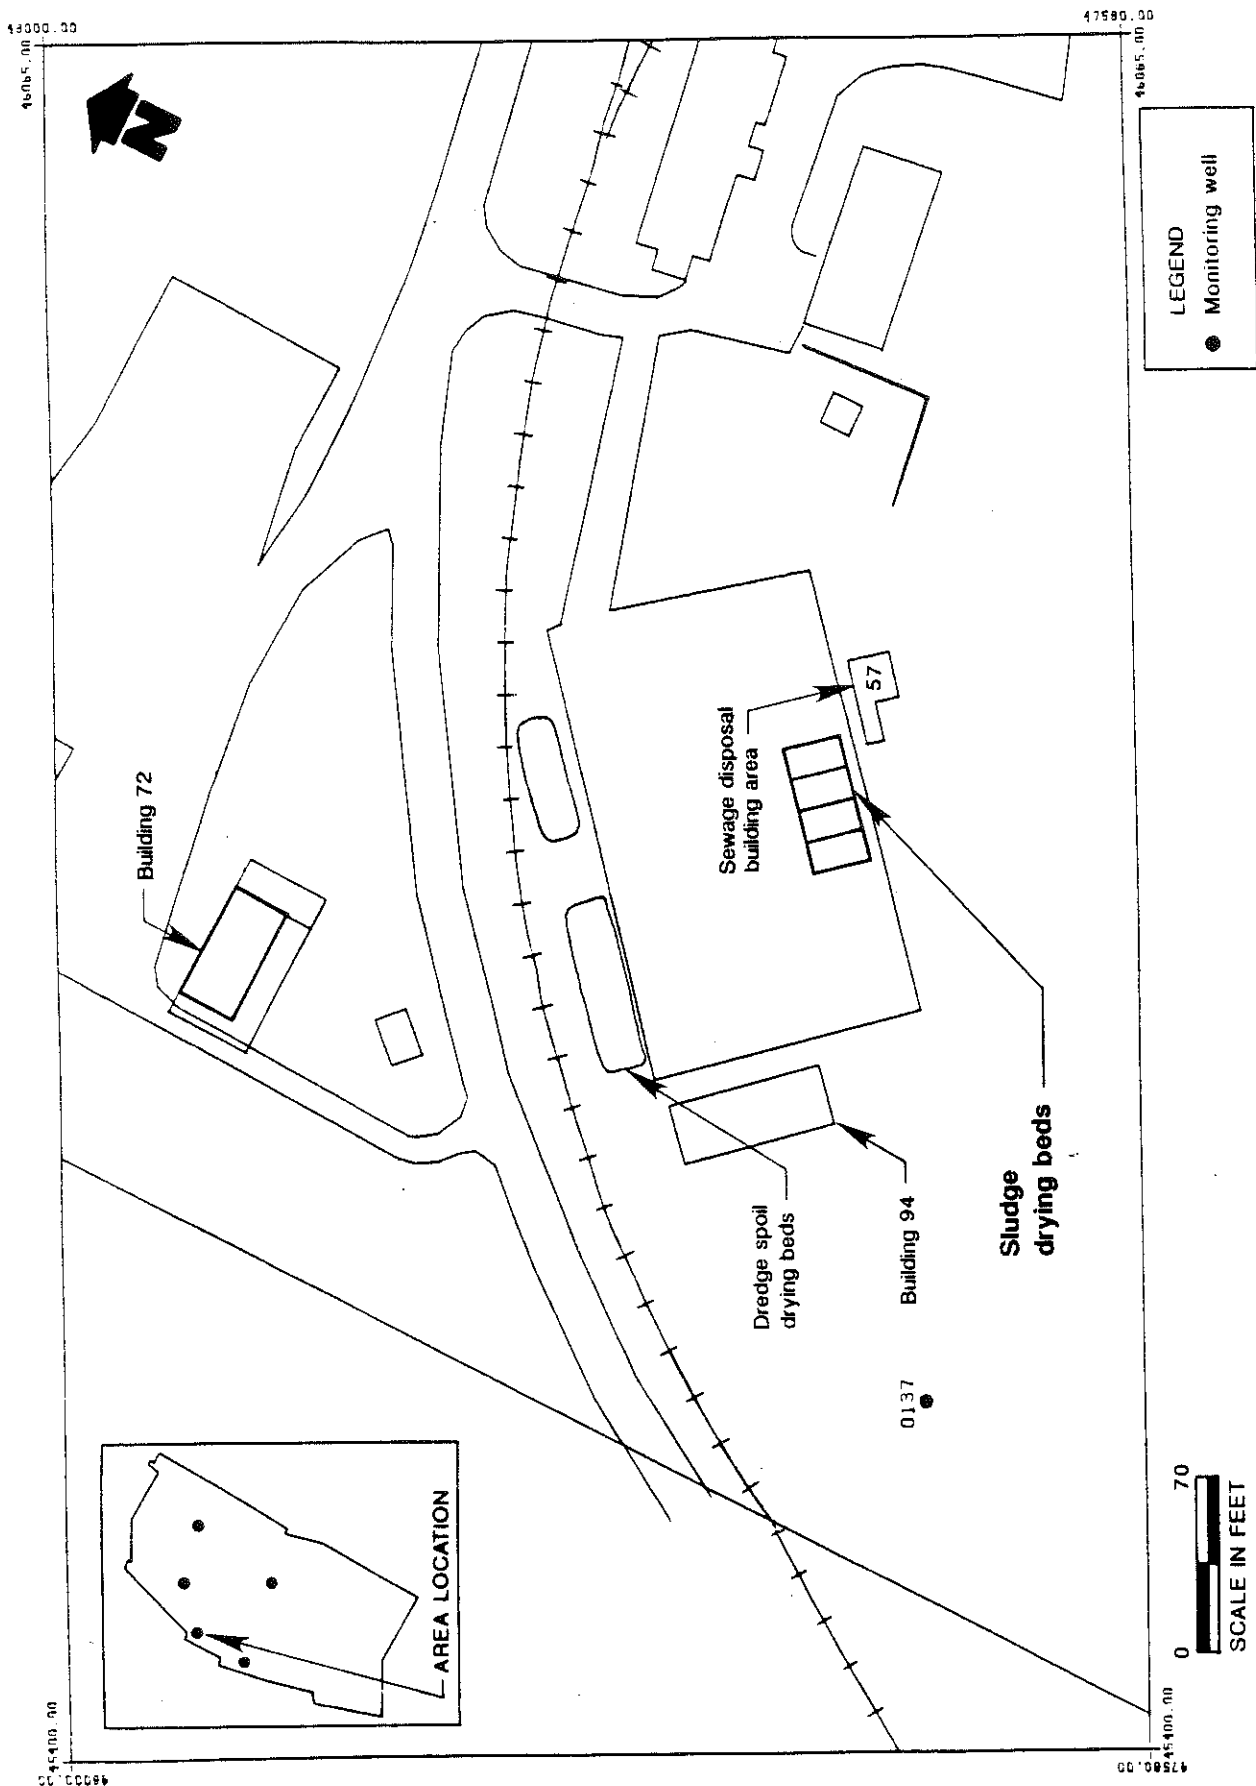 48000.00
45400.00
46065.00
48000.00
N
AREA LOCATION
Building 72
Dredge spoil
drying beds
Sewage disposal
building area
57
0137
Building 94
Sludge
drying beds
47580.00
45400.00
46065.00
47580.00
0 70
SCALE IN FEET
LEGEND
Monitoring well